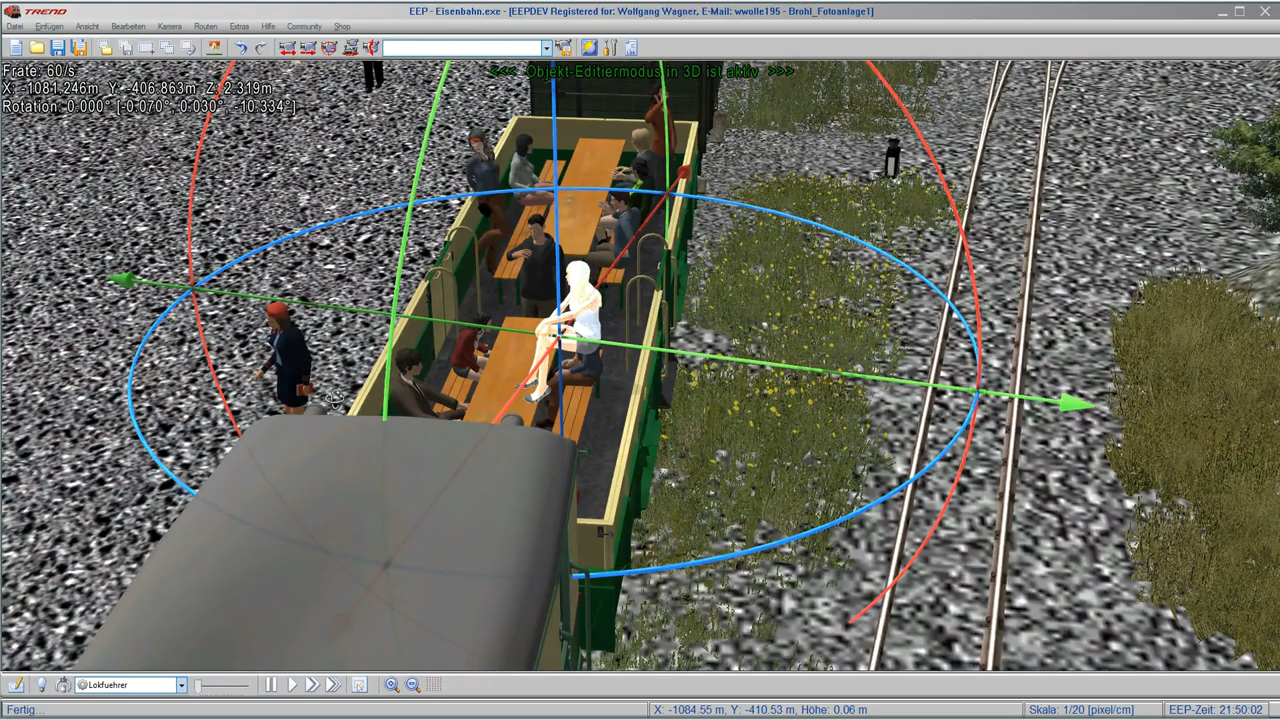 TREND
EEP - Eisenbahn.exe - [EEPDEV Registered for: Wolfgang Wagner, E-Mail: wwolle195 - Brohl_Fotoanlage1]
Datei Einfügen Ansicht Bearbeiten Kamera Routen Extras Hilfe Community Shop
<<< Objekt-Editiermodus in 3D ist aktiv >>>
Frate: 60/s
X: -1081.246m Y: -406.863m Z: 2.319m
Rotation: 0.000° [-0.070° , 0.030° , -10.334°]
Lokfuehrer
Fertig...
X: -1084.55 m, Y: -410.53 m, Höhe: 0.06 m
Skala: 1/20 [pixel/cm]
EEP-Zeit: 21:50:02